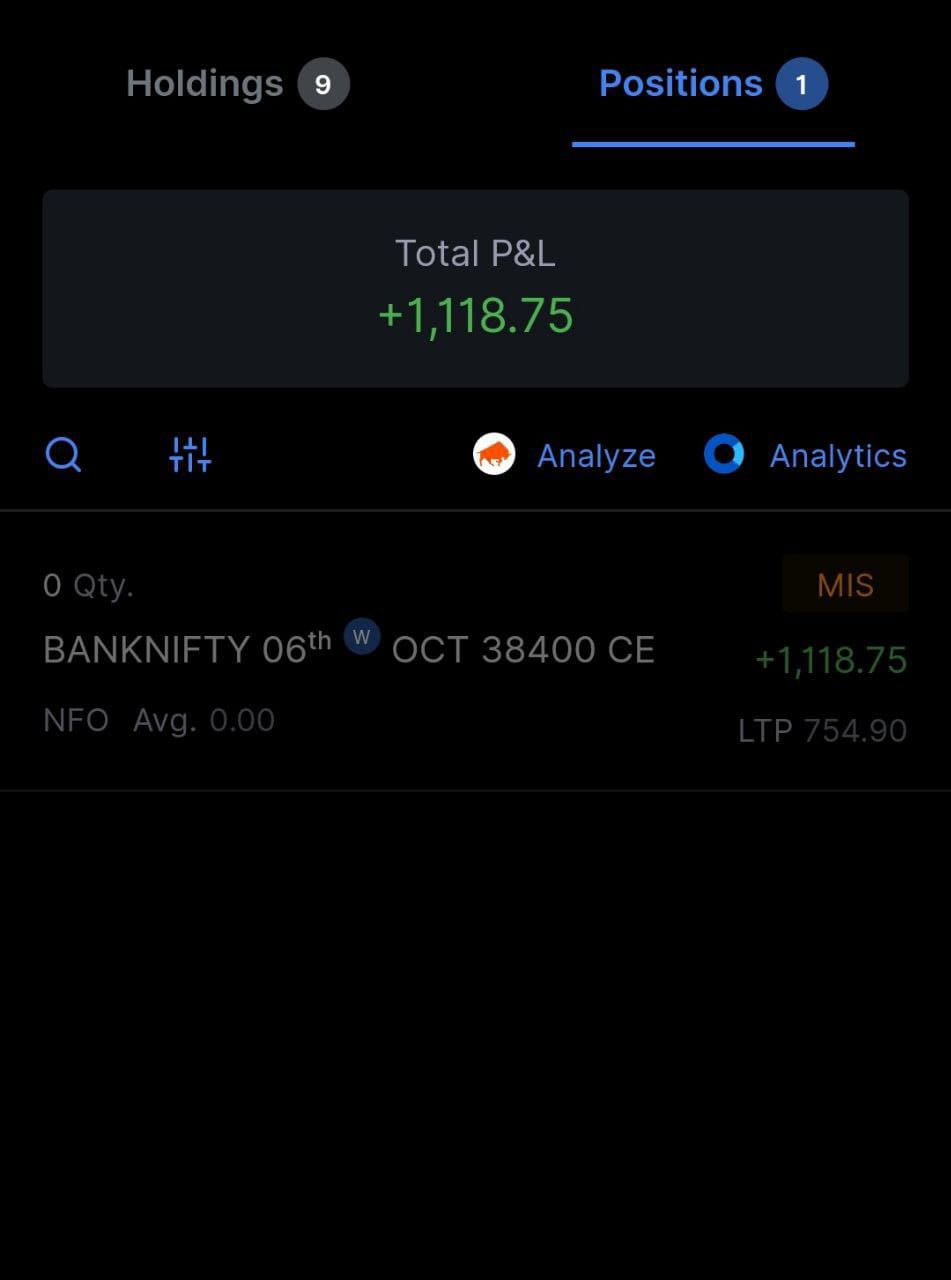 Holdings 9 Positions 1
Total P&L
+1,118.75
Analyze Analytics
0 Qty. MIS
BANKNIFTY 06th W OCT 38400 CE +1,118.75
NFO Avg. 0.00 LTP 754.90